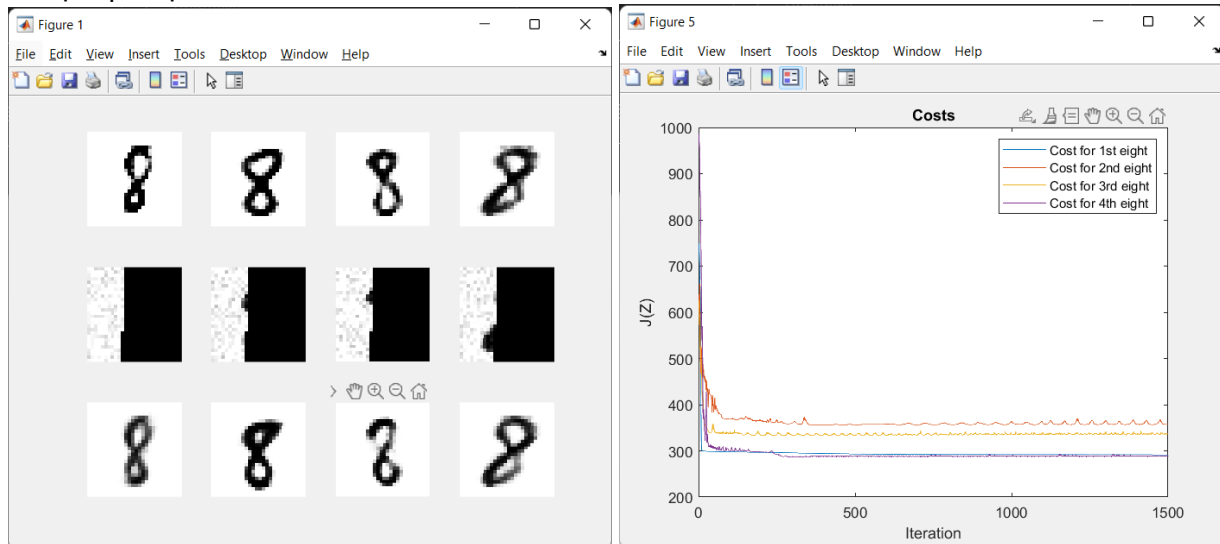 Figure 1
File Edit View Insert Tools Desktop Window Help
Figure 5
File Edit View Insert Tools Desktop Window Help
Costs
1000
900
800
700
600
500
400
300
200
J(Z)
Cost for 1st eight
Cost for 2nd eight
Cost for 3rd eight
Cost for 4th eight
0 500 1000 1500
Iteration